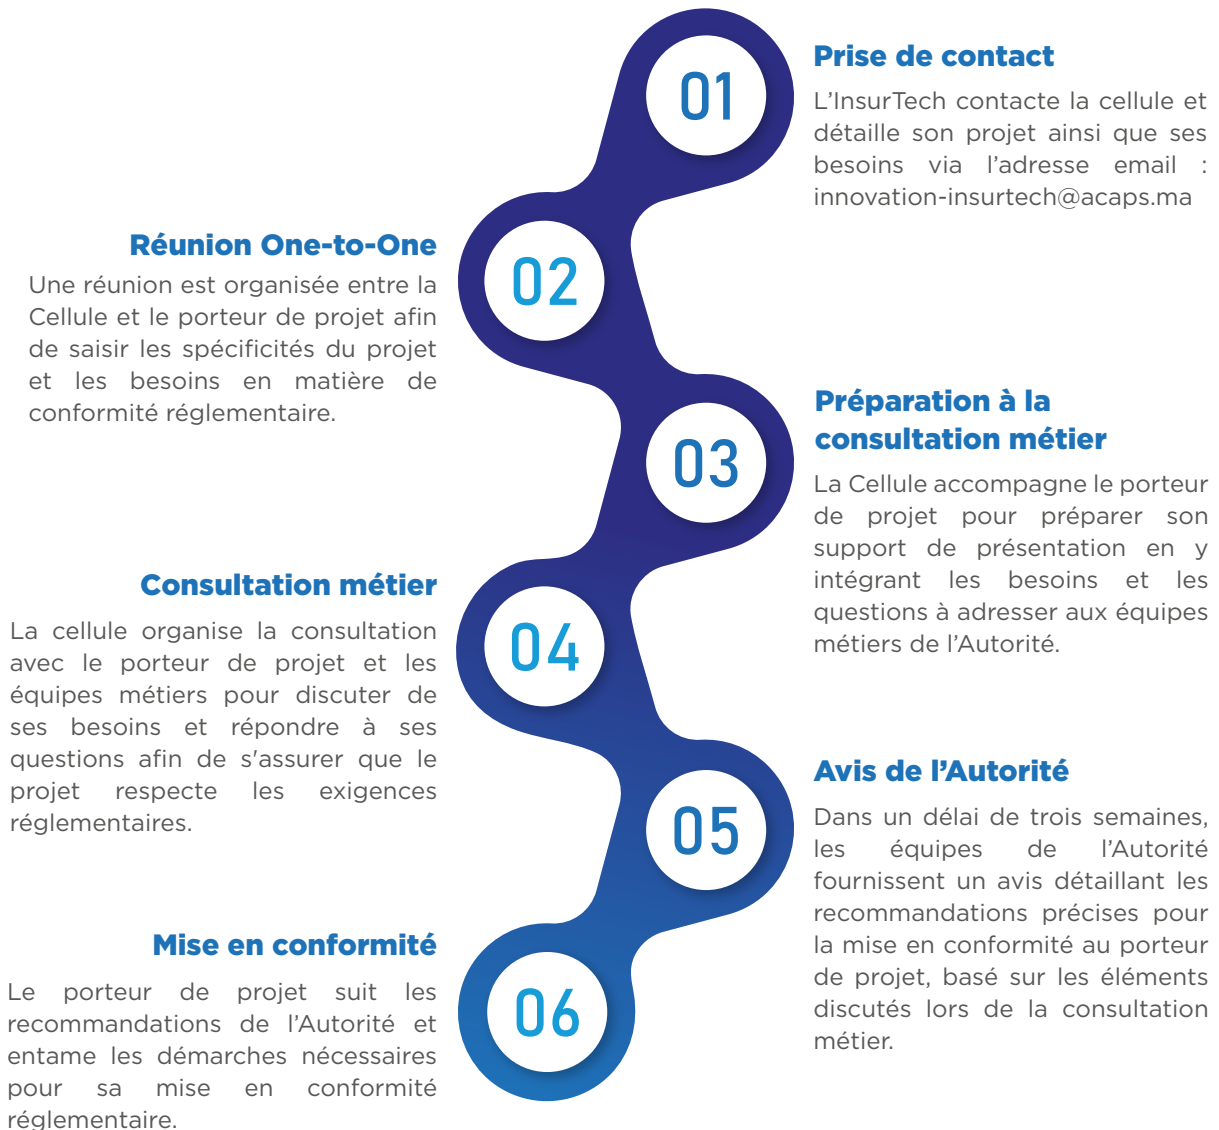 01
Prise de contact
L’InsurTech contacte la cellule et
détaille son projet ainsi que ses
besoins via l’adresse email :
innovation-insurtech@acaps.ma
02
Réunion One-to-One
Une réunion est organisée entre la
Cellule et le porteur de projet afin
de saisir les spécificités du projet
et les besoins en matière de
conformité réglementaire.
03
Préparation à la
consultation métier
La Cellule accompagne le porteur
de projet pour préparer son
support de présentation en y
intégrant les besoins et les
questions à adresser aux équipes
métiers de l’Autorité.
04
Consultation métier
La cellule organise la consultation
avec le porteur de projet et les
équipes métiers pour discuter de
ses besoins et répondre à ses
questions afin de s'assurer que le
projet respecte les exigences
réglementaires.
05
Avis de l’Autorité
Dans un délai de trois semaines,
les équipes de l’Autorité
fournissent un avis détaillant les
recommandations précises pour
la mise en conformité au porteur
de projet, basé sur les éléments
discutés lors de la consultation
métier.
06
Mise en conformité
Le porteur de projet suit les
recommandations de l’Autorité et
entame les démarches nécessaires
pour sa mise en conformité
réglementaire.